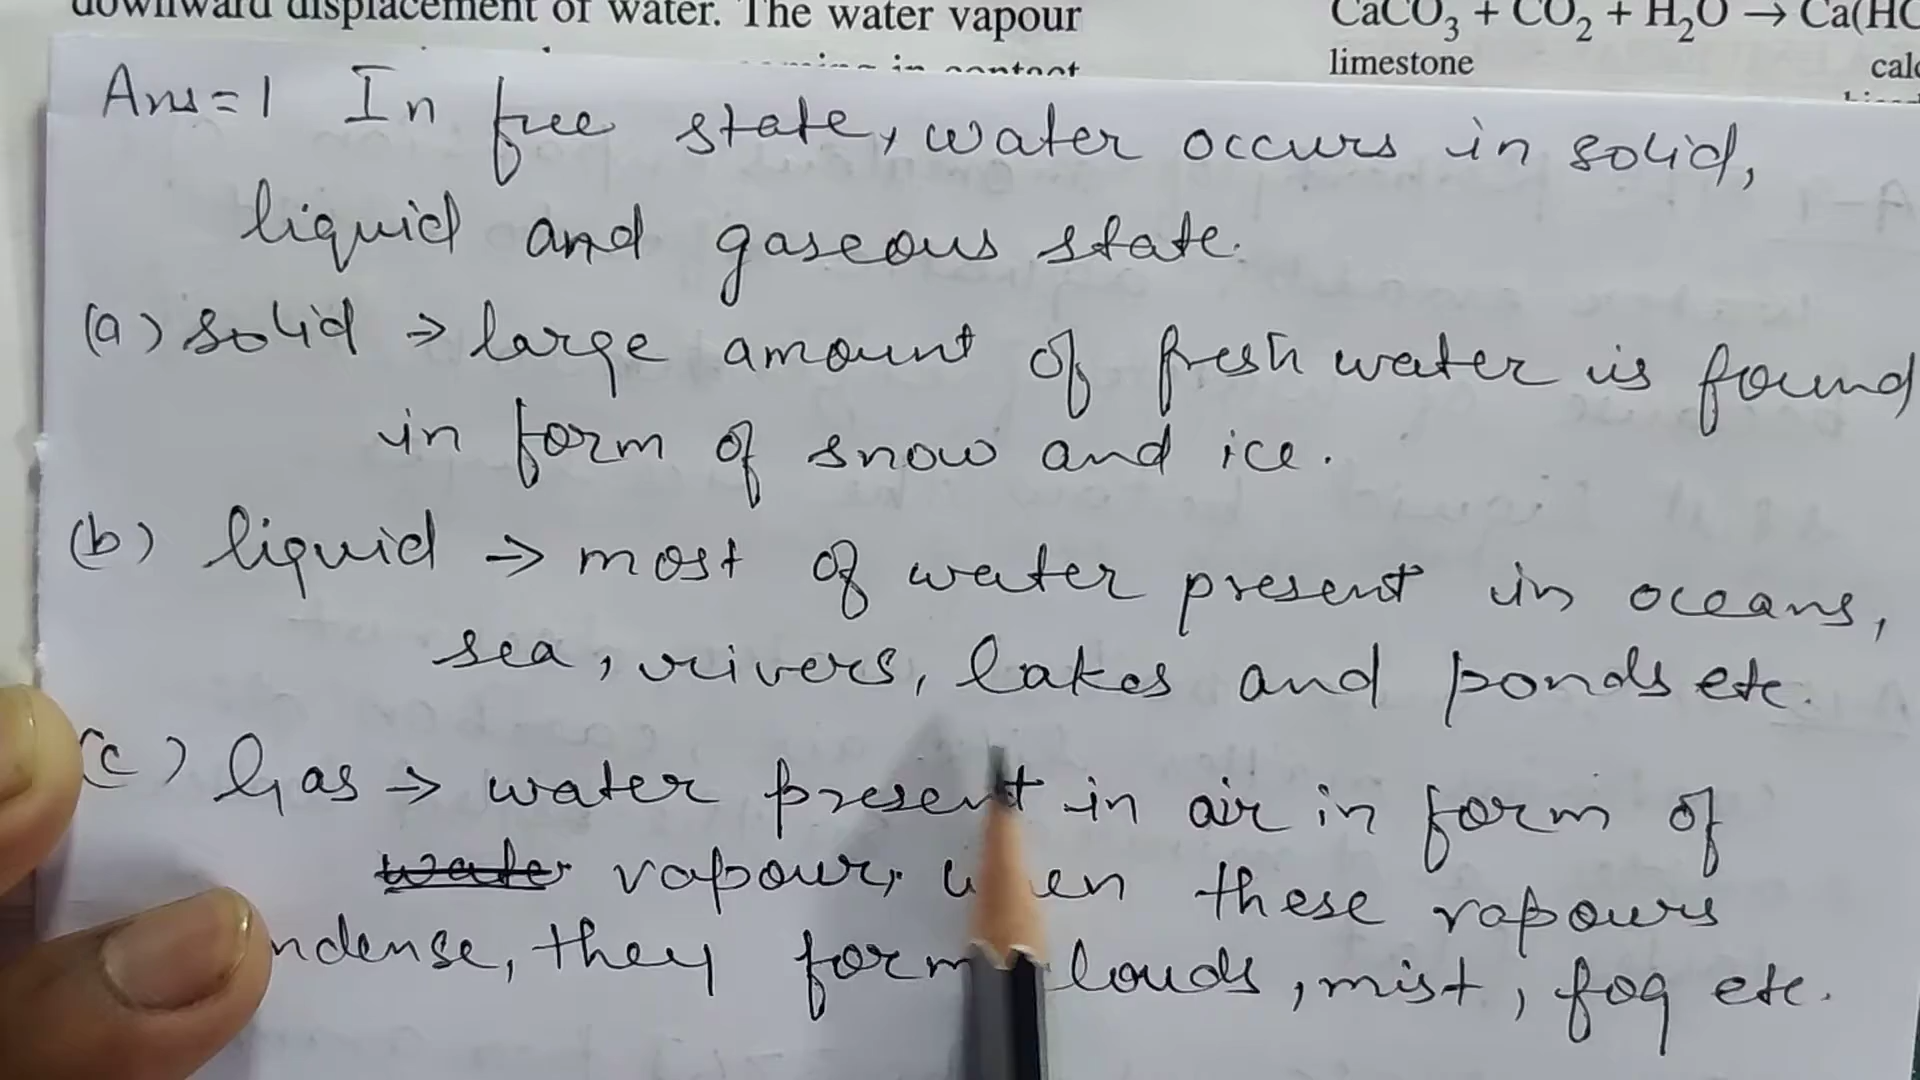 downward displacement of water. The water vapour
CaCO₃ + CO₂ + H₂O → Ca(HC
limestone
calc
in contact
Ans=1 In free state, water occurs in solid,
liquid and gaseous state.
(a) solid → large amount of fresh water is found
in form of snow and ice.
(b) liquid → most of water present in oceans,
sea, rivers, lakes and ponds etc.
(c) Gas → water present in air in form of
vapour, when these vapours
ndense, they form clouds, mist, fog etc.